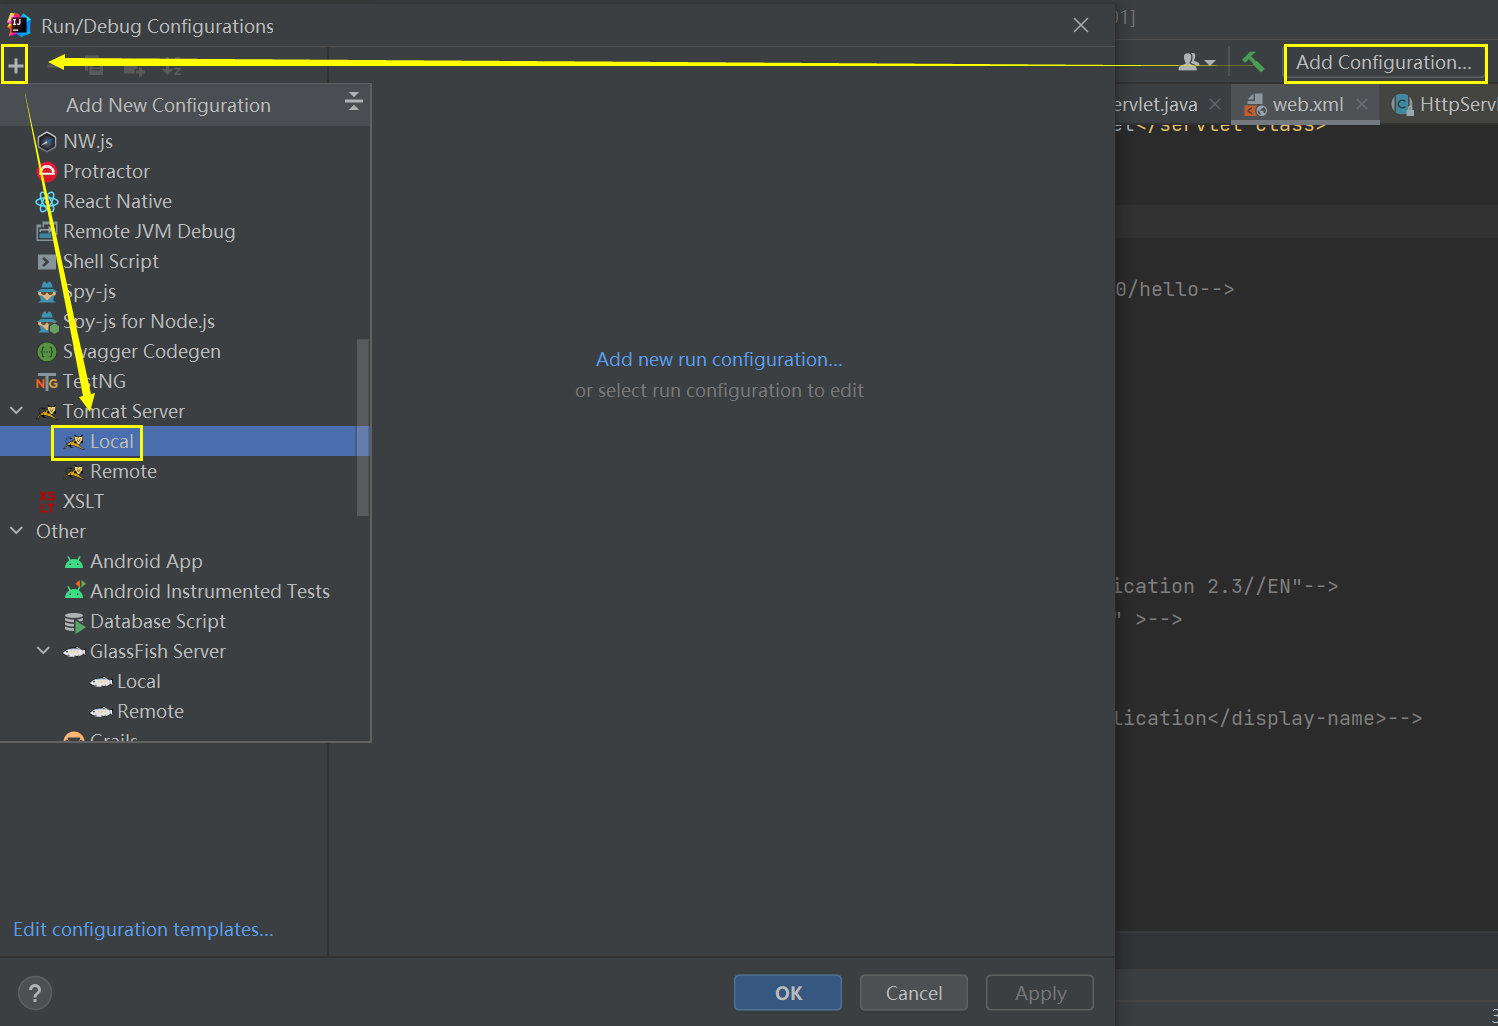 Run/Debug Configurations
01]
Add Configuration...
Add New Configuration
NW.js
Protractor
React Native
Remote JVM Debug
Shell Script
Spy-js
Spy-js for Node.js
Swagger Codegen
TestNG
Tomcat Server
Local
Remote
XSLT
Other
Android App
Android Instrumented Tests
Database Script
GlassFish Server
Local
Remote
Grails
Add new run configuration...
or select run configuration to edit
Edit configuration templates...
?
OK
Cancel
Apply
ervlet.java
web.xml
HttpServ
et</servlet-class>
0/hello-->
ication 2.3//EN"-->
" >-->
lication</display-name>-->
3